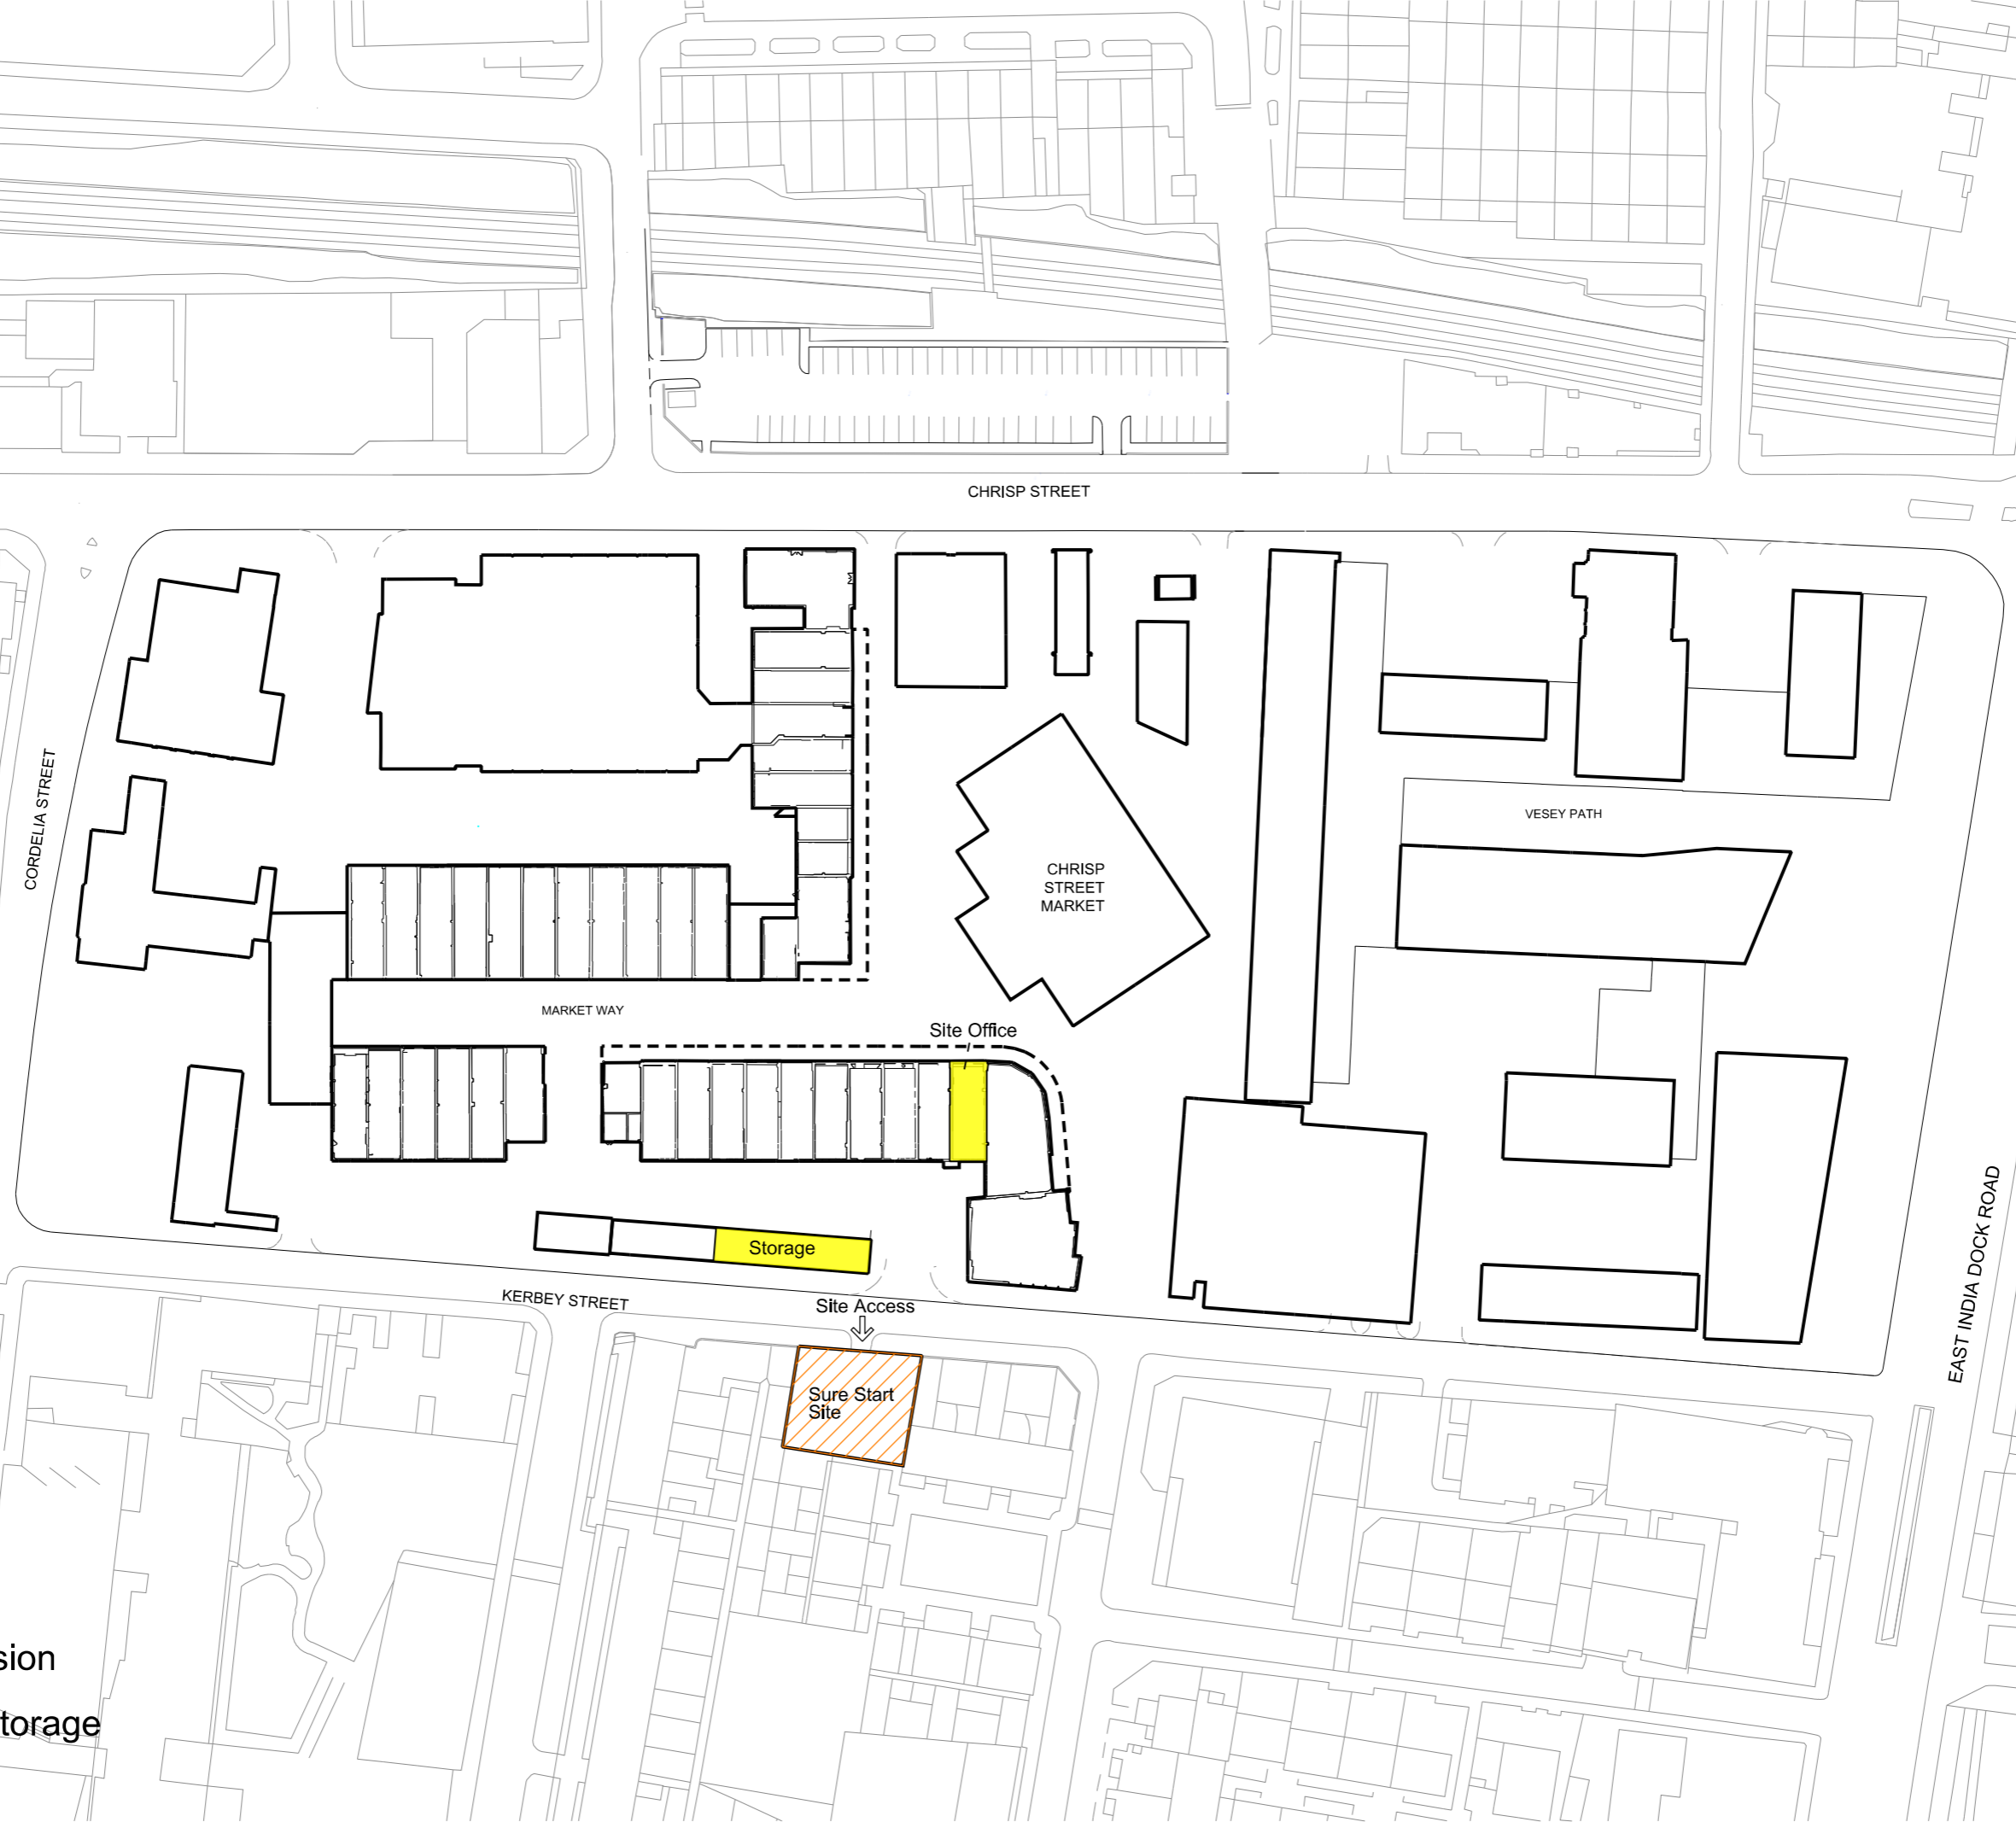 CHRISP STREET
CORDELIA STREET
VESEY PATH
CHRISP
STREET
MARKET
MARKET WAY
Site Office
Storage
EAST INDIA DOCK ROAD
KERBEY STREET
Site Access
Sure Start
Site
sion
torage